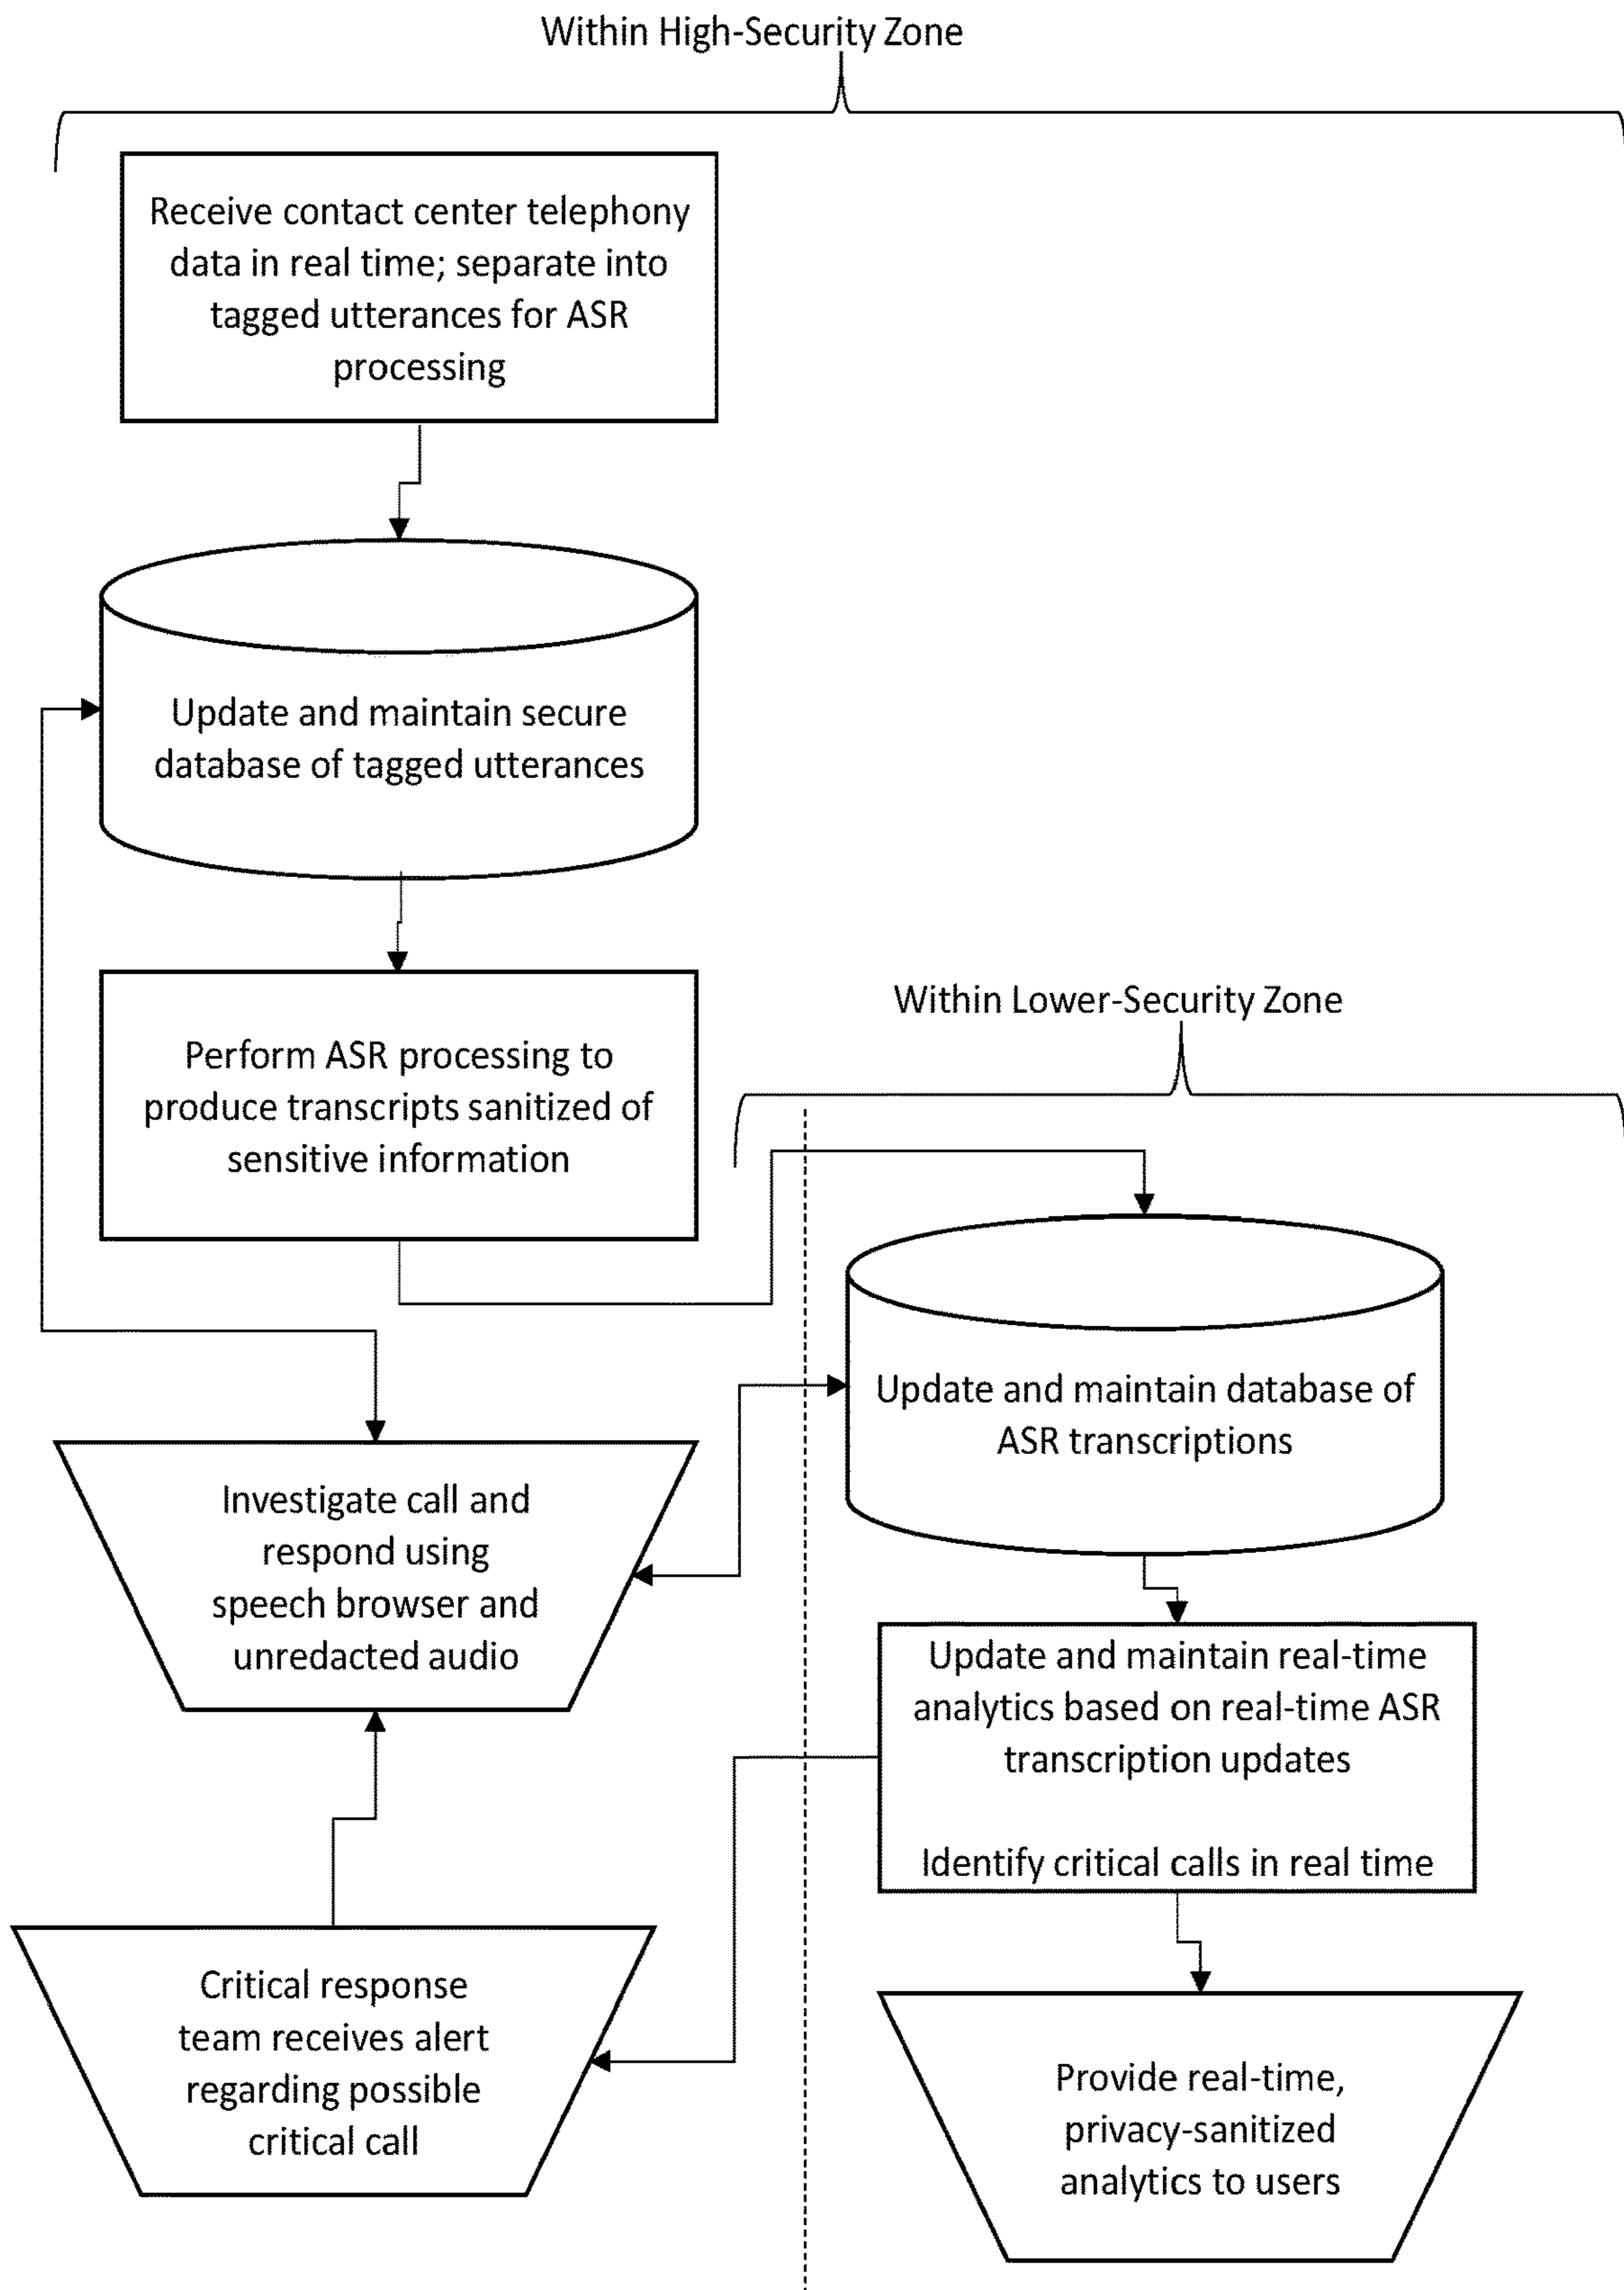 Within High-Security Zone
Receive contact center telephony
data in real time; separate into
tagged utterances for ASR
processing
Update and maintain secure
database of tagged utterances
Perform ASR processing to
produce transcripts sanitized of
sensitive information
Within Lower-Security Zone
Update and maintain database of
ASR transcriptions
Investigate call and
respond using
speech browser and
unredacted audio
Update and maintain real-time
analytics based on real-time ASR
transcription updates
Identify critical calls in real time
Critical response
team receives alert
regarding possible
critical call
Provide real-time,
privacy-sanitized
analytics to users